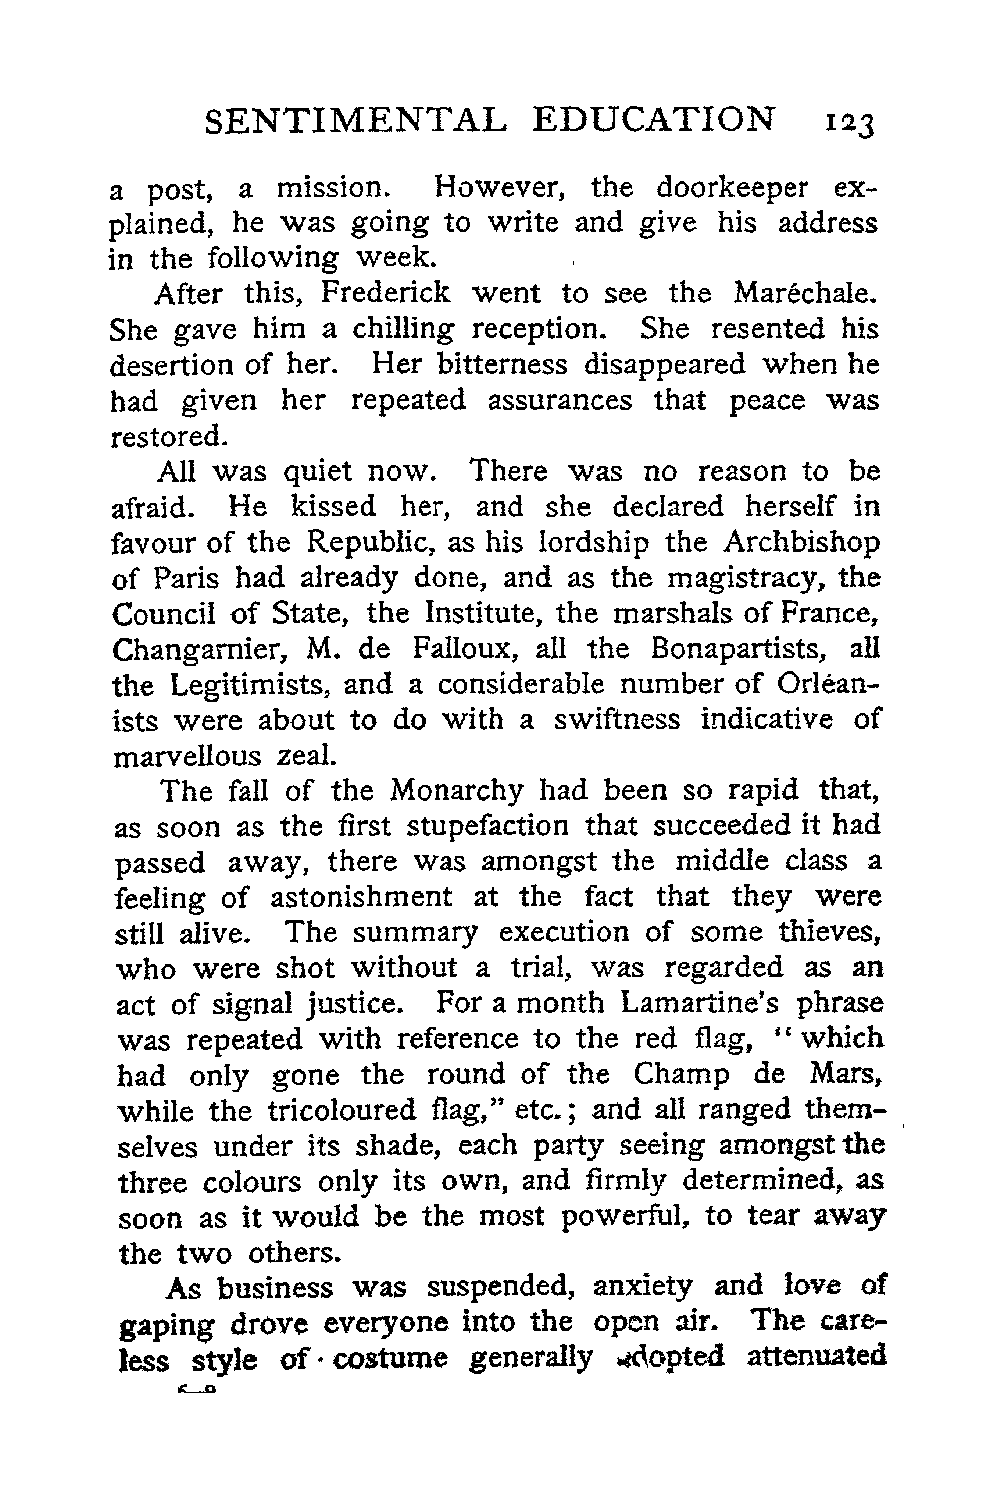 SENTIMENTAL EDUCATION 123
a post, a mission. However, the doorkeeper ex-
plained, he was going to write and give his address
in the following week.
After this, Frederick went to see the Maréchale.
She gave him a chilling reception. She resented his
desertion of her. Her bitterness disappeared when he
had given her repeated assurances that peace was
restored.
All was quiet now. There was no reason to be
afraid. He kissed her, and she declared herself in
favour of the Republic, as his lordship the Archbishop
of Paris had already done, and as the magistracy, the
Council of State, the Institute, the marshals of France,
Changarnier, M. de Falloux, all the Bonapartists, all
the Legitimists, and a considerable number of Orléan-
ists were about to do with a swiftness indicative of
marvellous zeal.
The fall of the Monarchy had been so rapid that,
as soon as the first stupefaction that succeeded it had
passed away, there was amongst the middle class a
feeling of astonishment at the fact that they were
still alive. The summary execution of some thieves,
who were shot without a trial, was regarded as an
act of signal justice. For a month Lamartine's phrase
was repeated with reference to the red flag, "which
had only gone the round of the Champ de Mars,
while the tricoloured flag," etc.; and all ranged them-
selves under its shade, each party seeing amongst the
three colours only its own, and firmly determined, as
soon as it would be the most powerful, to tear away
the two others.
As business was suspended, anxiety and love of
gaping drove everyone into the open air. The care-
less style of costume generally adopted attenuated